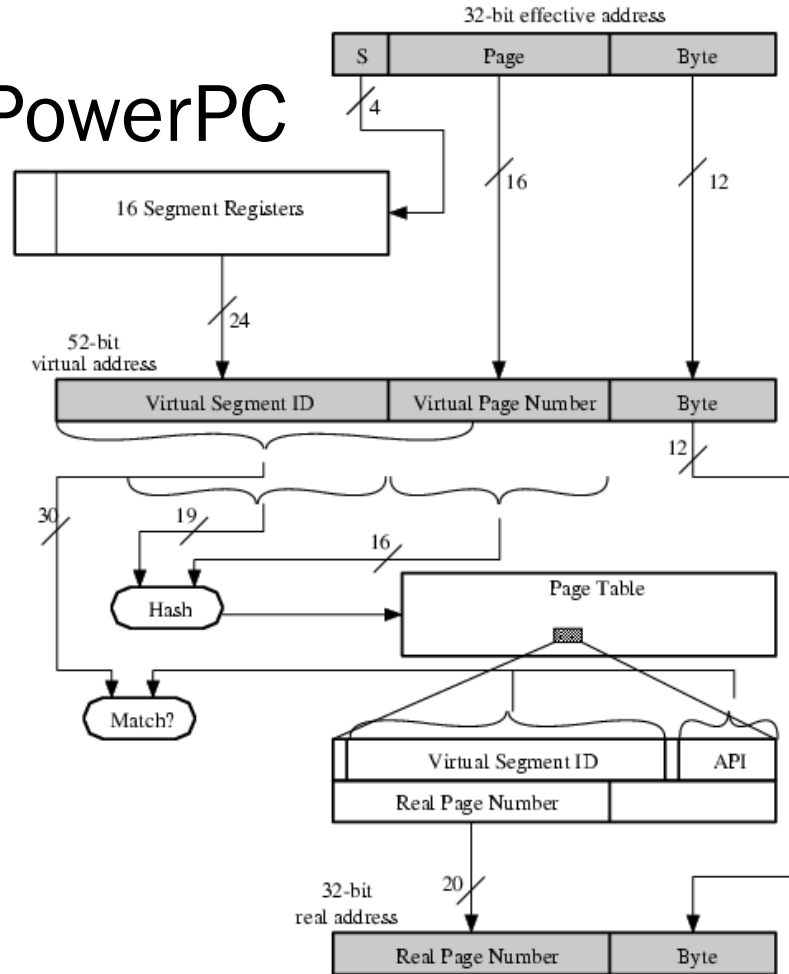 32-bit effective address
S Page Byte
PowerPC
4
16
12
16 Segment Registers
24
52-bit
virtual address
Virtual Segment ID Virtual Page Number Byte
12
30
19
16
Hash
Page Table
Match?
Virtual Segment ID API
Real Page Number
20
32-bit
real address
Real Page Number Byte